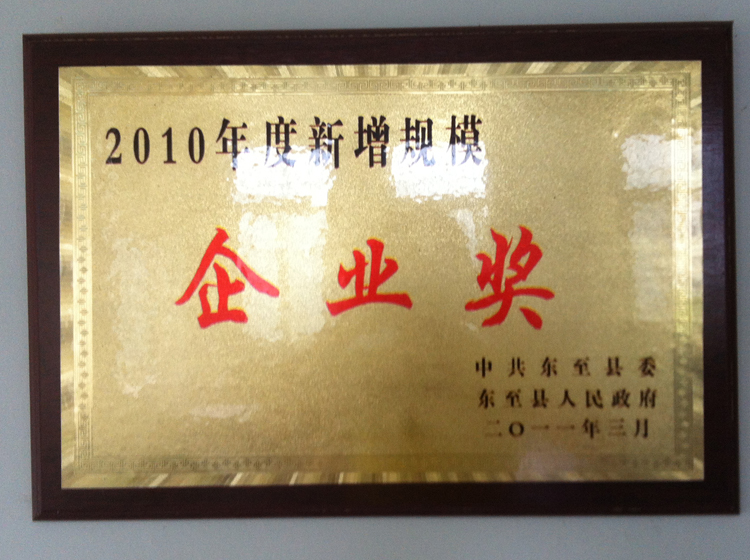 2010年度新增规模
企业奖
中共东至县委
东至县人民政府
二〇一一年三月